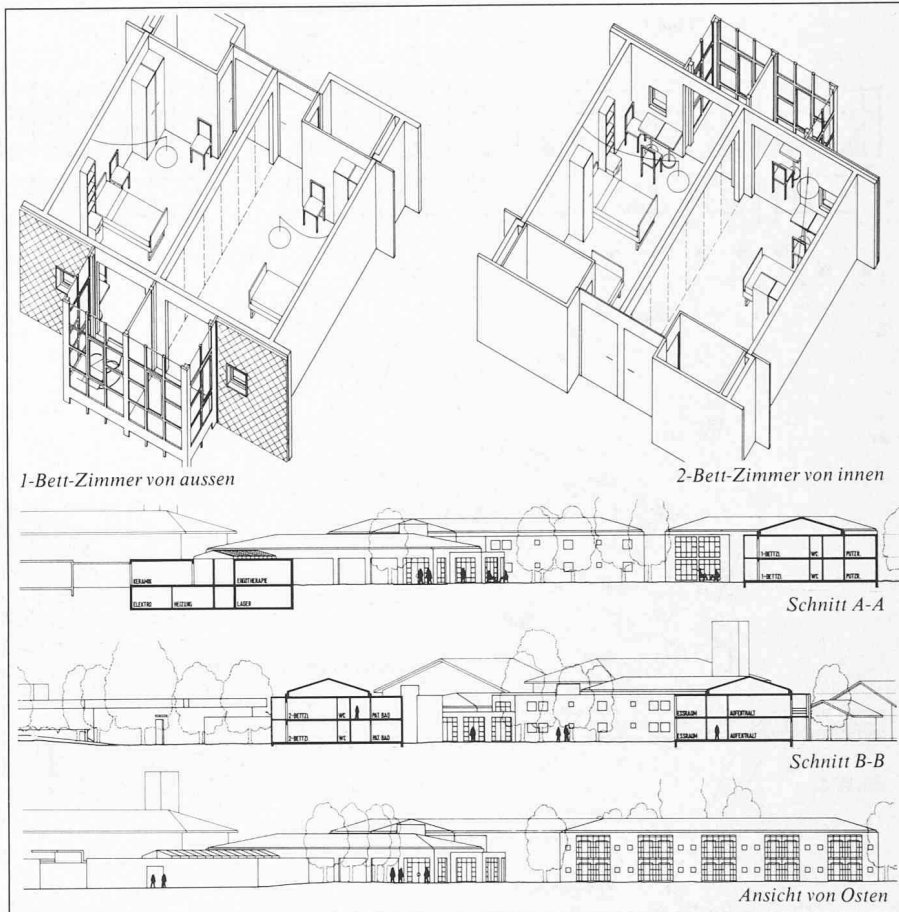 1-Bett-Zimmer von aussen
2-Bett-Zimmer von innen
KERAMIK ERGOTHERAPIE
ELEKTRO HEIZUNG LAGER
1-BETTZI. WC PUTZR.
1-BETTZI. WC PUTZR.
Schnitt A-A
2-BETTZI. WC PAT. BAD
2-BETTZI. WC PAT. BAD
ESSRAUM AUFENTHALT
ESSRAUM AUFENTHALT
Schnitt B-B
Ansicht von Osten